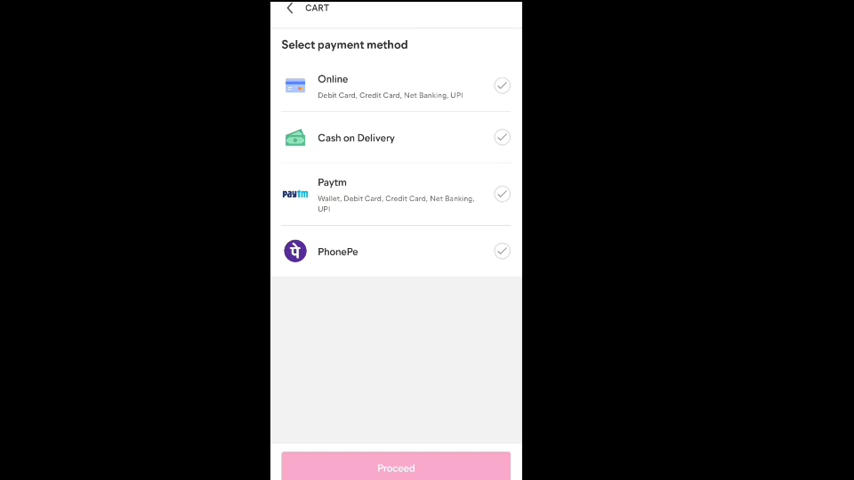 CART
Select payment method
Online
Debit Card, Credit Card, Net Banking, UPI
Cash on Delivery
paytm
Paytm
Wallet, Debit Card, Credit Card, Net Banking,
UPI
पे
PhonePe
Proceed